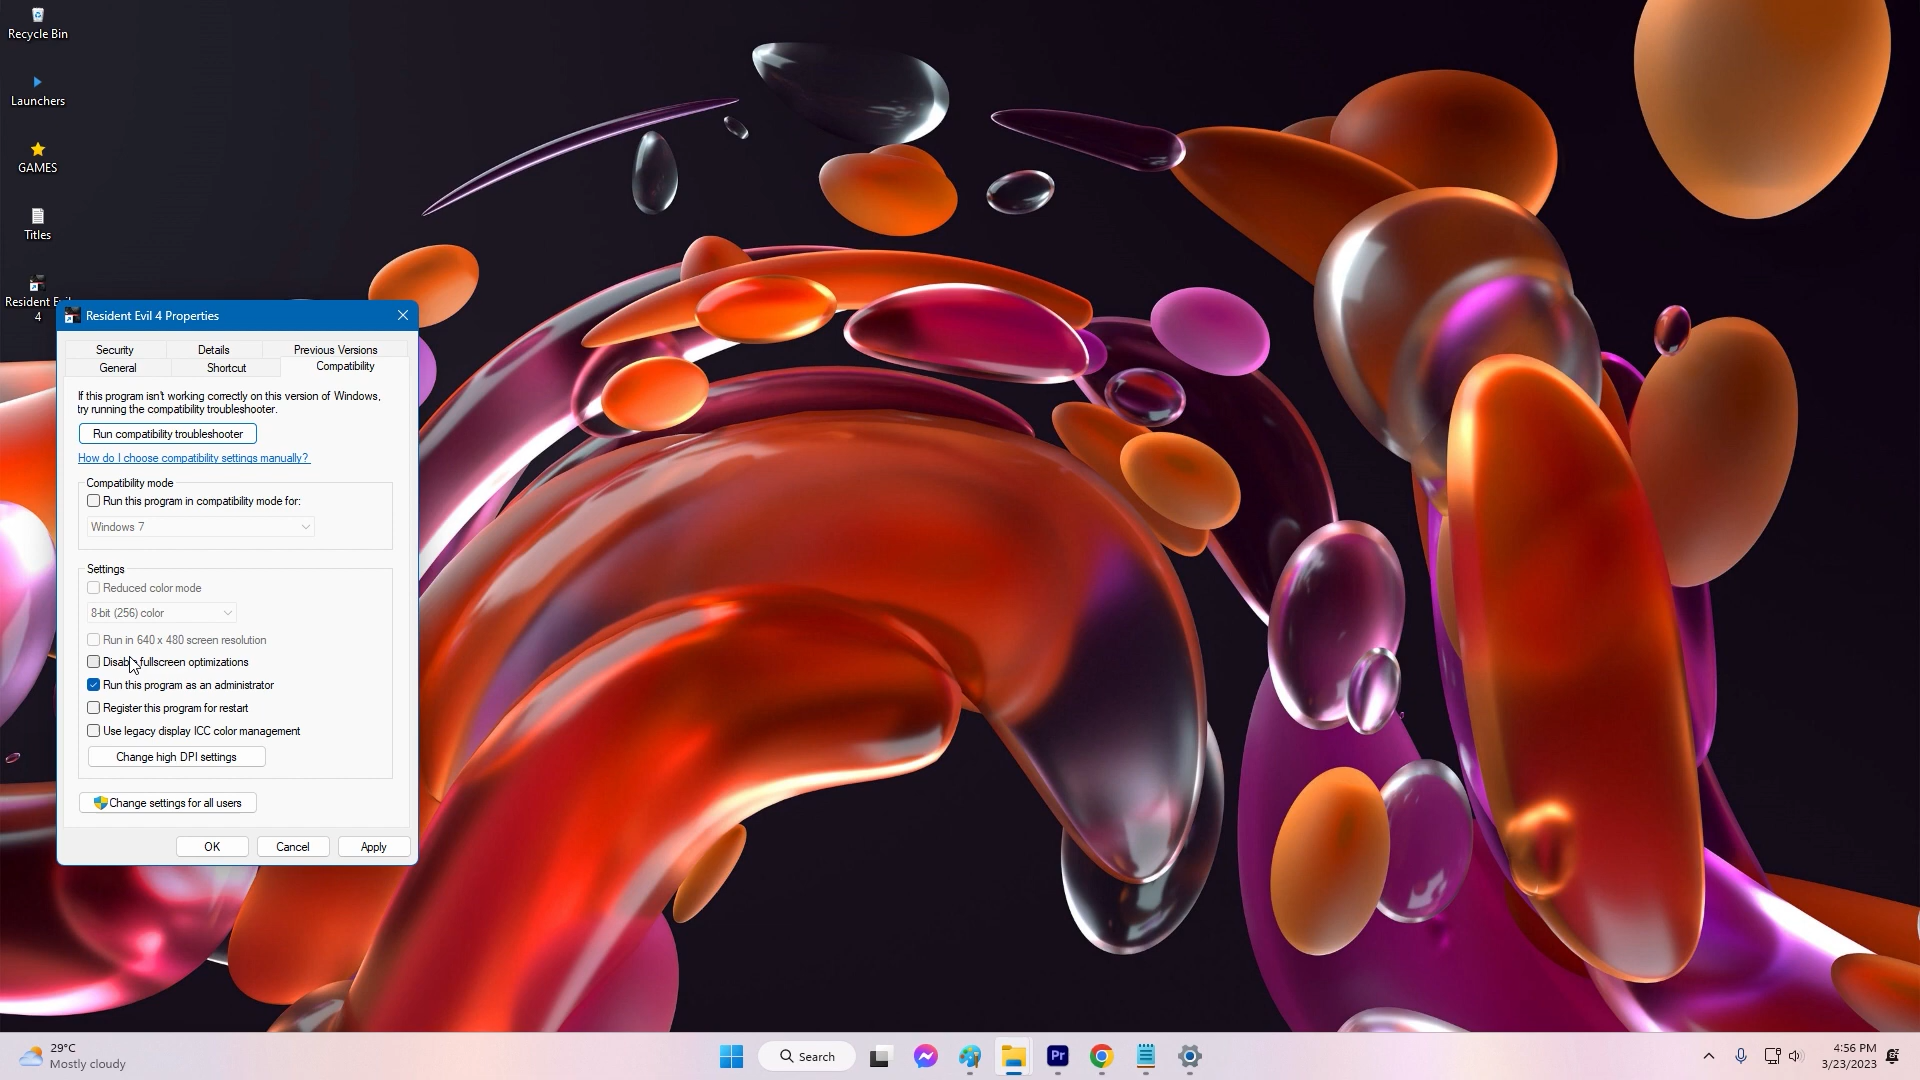 Recycle Bin
Launchers
GAMES
Titles
Resident Evil
4
Resident Evil 4 Properties
Security
Details
Previous Versions
General
Shortcut
Compatibility
If this program isn't working correctly on this version of Windows,
try running the compatibility troubleshooter.
Run compatibility troubleshooter
How do I choose compatibility settings manually?
Compatibility mode
Run this program in compatibility mode for:
Windows 7
Settings
Reduced color mode
8-bit (256) color
Run in 640 x 480 screen resolution
Disable fullscreen optimizations
Run this program as an administrator
Register this program for restart
Use legacy display ICC color management
Change high DPI settings
Change settings for all users
OK
Cancel
Apply
29°C
Mostly cloudy
Search
Pr
4:56 PM
3/23/2023